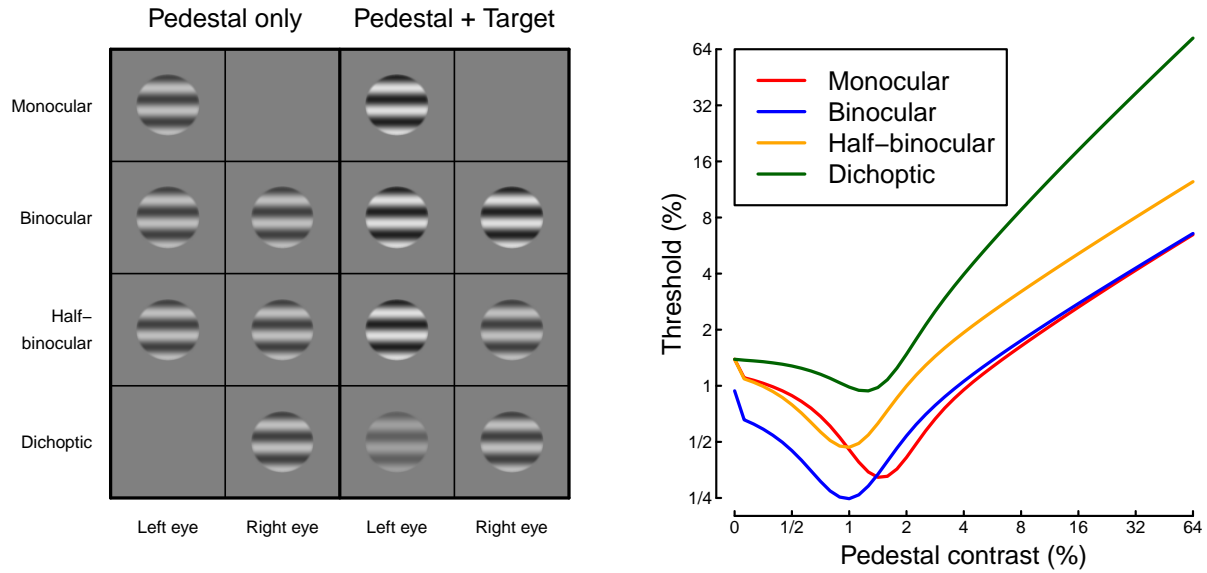 Pedestal only
Pedestal + Target
Monocular
Binocular
Half−
binocular
Dichoptic
Left eye
Right eye
Left eye
Right eye
Threshold (%)
64
32
16
8
4
2
1
1/2
1/4
Monocular
Binocular
Half−binocular
Dichoptic
0
1/2
1
2
4
8
16
32
64
Pedestal contrast (%)